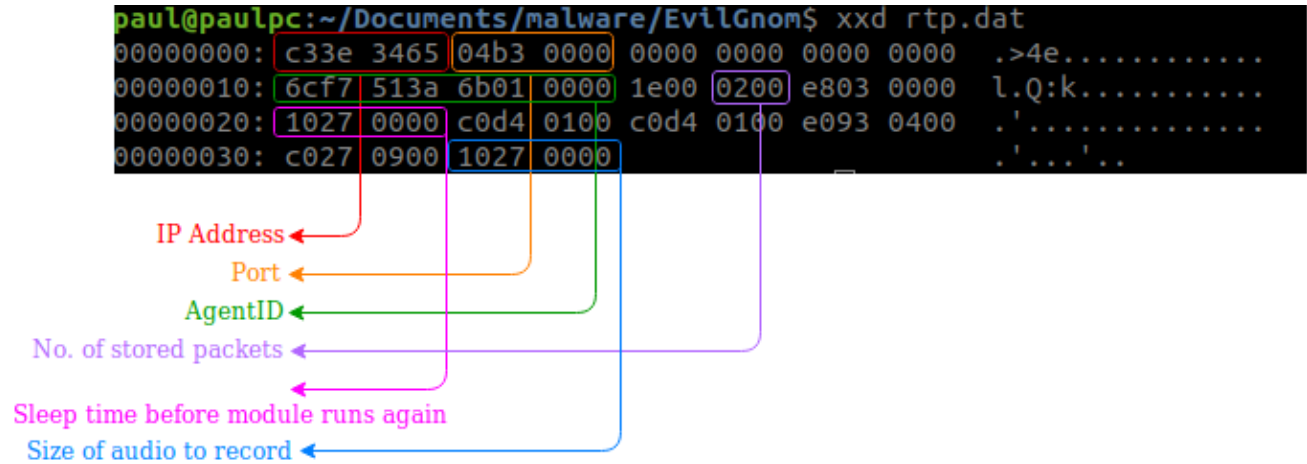 paul@paulpc:~/Documents/malware/EvilGnom$ xxd rtp.dat
00000000: c33e 3465 04b3 0000 0000 0000 0000 0000 .>4e............
00000010: 6cf7 513a 6b01 0000 1e00 0200 e803 0000 l.Q:k...........
00000020: 1027 0000 c0d4 0100 c0d4 0100 e093 0400 .'..............
00000030: c027 0900 1027 0000 .'...'..
IP Address
Port
AgentID
No. of stored packets
Sleep time before module runs again
Size of audio to record